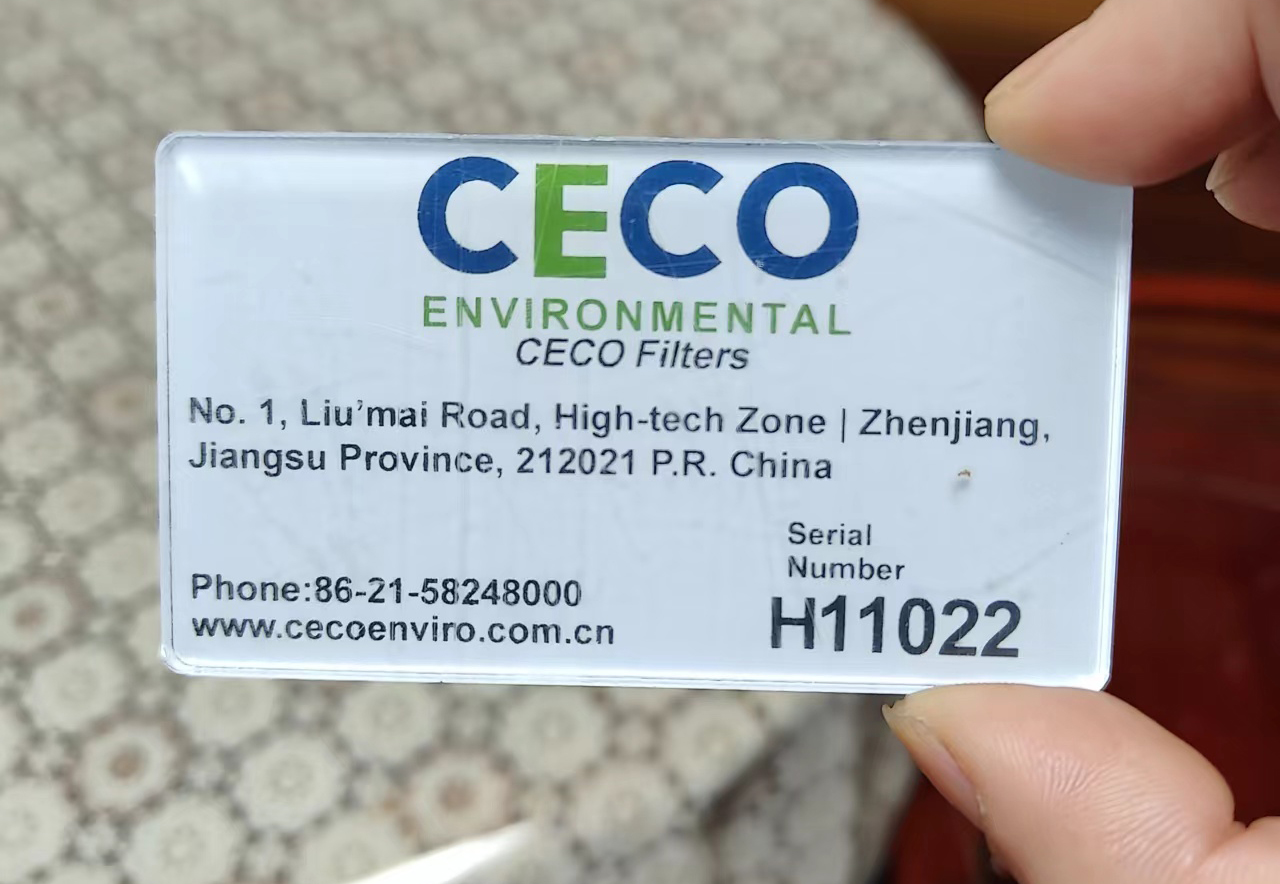 CECO
ENVIRONMENTAL
CECO Filters
No. 1, Liu’mai Road, High-tech Zone | Zhenjiang,
Jiangsu Province, 212021 P.R. China
Serial
Number
H11022
Phone:86-21-58248000
www.cecoenviro.com.cn